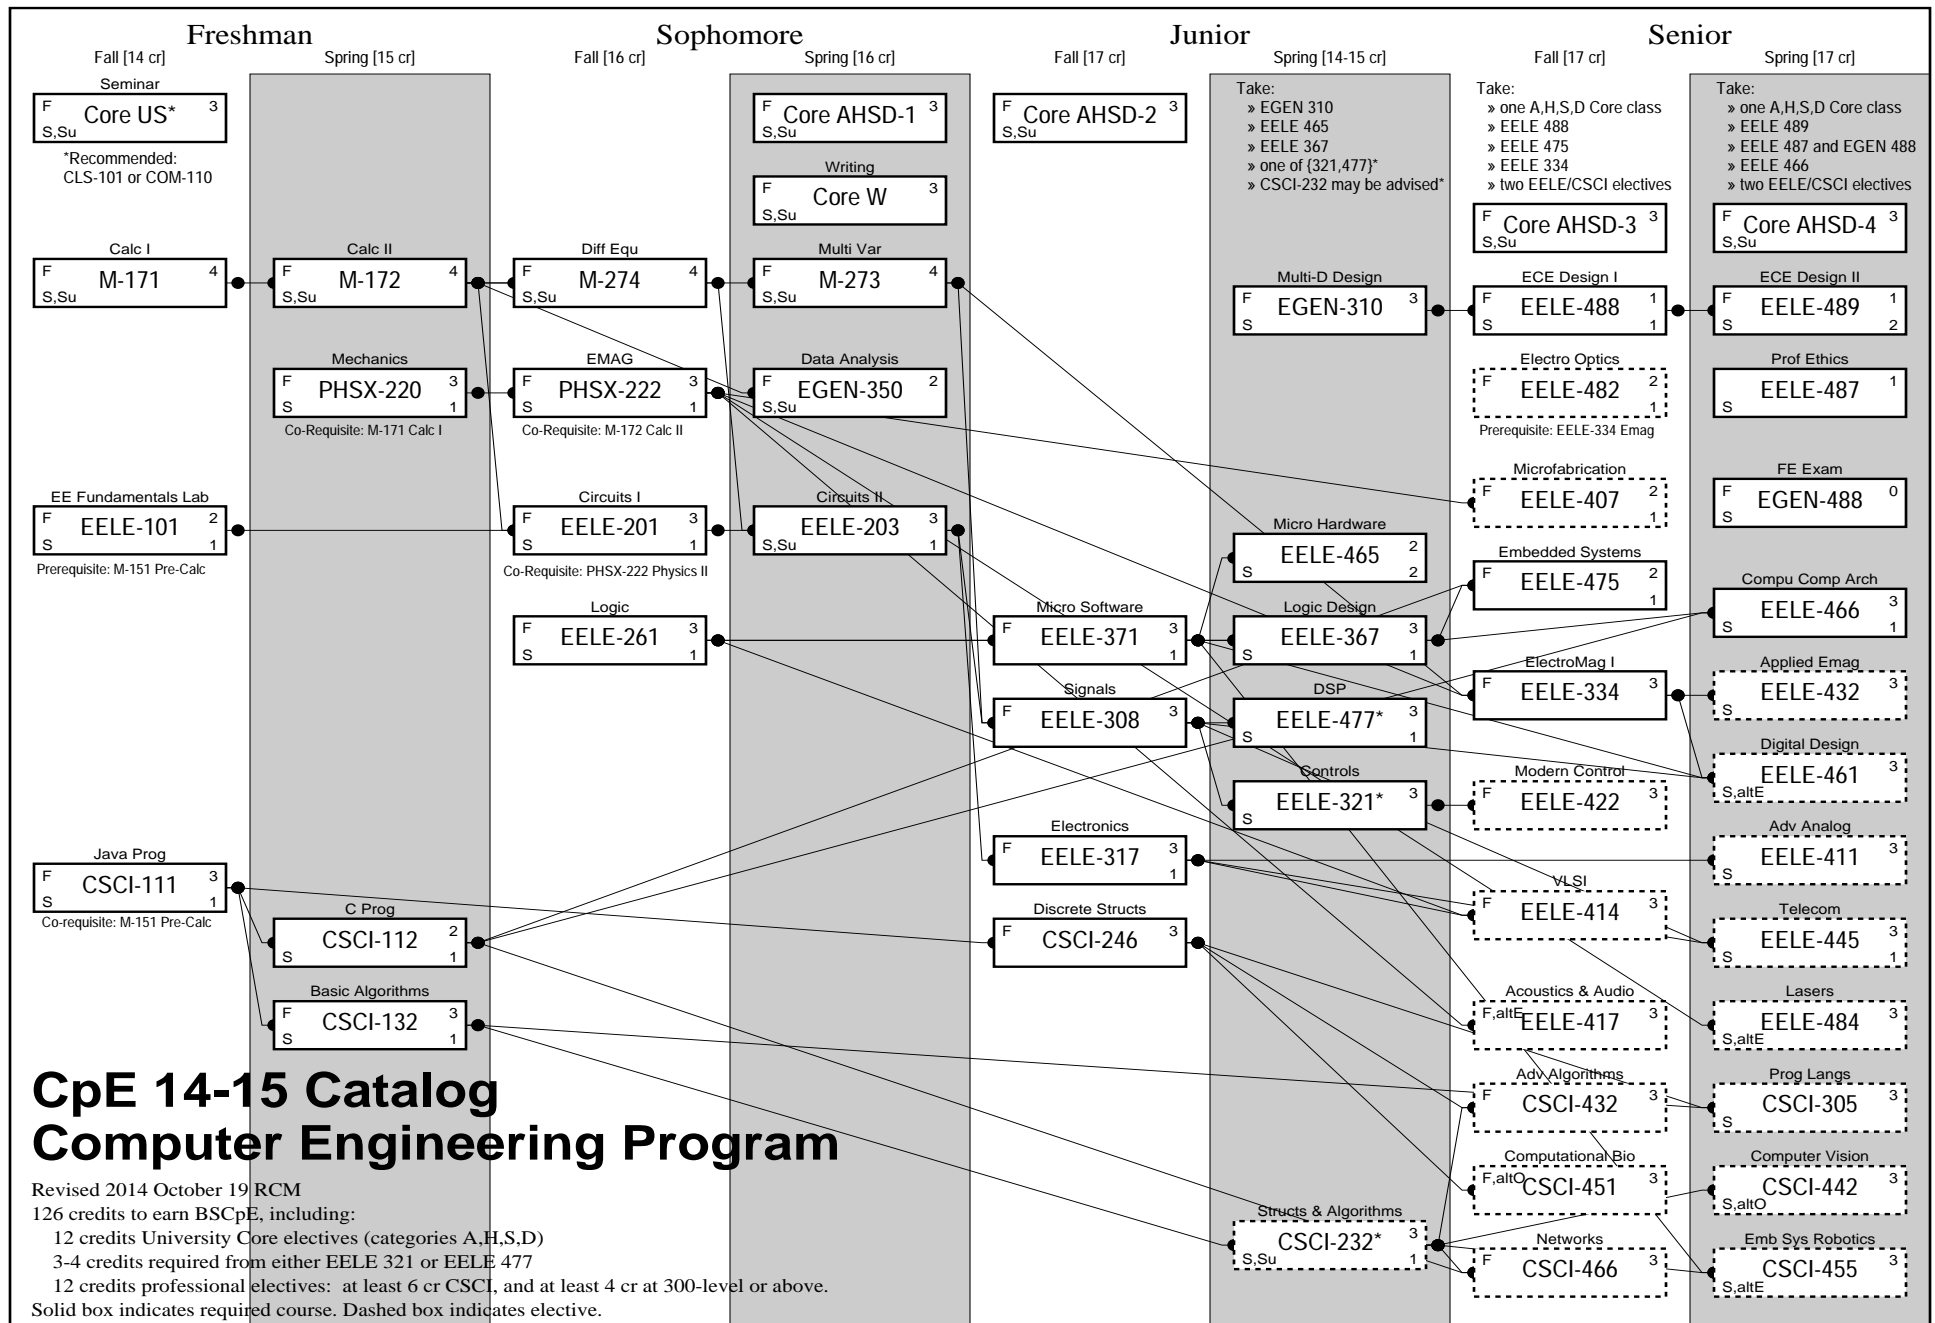 Freshman
Sophomore
Junior
Senior
Fall [14 cr]
Spring [15 cr]
Fall [16 cr]
Spring [16 cr]
Fall [17 cr]
Spring [14-15 cr]
Fall [17 cr]
Spring [17 cr]
Seminar
F Core US* 3
S,Su
*Recommended:
CLS-101 or COM-110
Calc I
F M-171 4
S,Su
EE Fundamentals Lab
F EELE-101 2
S 1
Prerequisite: M-151 Pre-Calc
Java Prog
F CSCI-111 3
S 1
Co-requisite: M-151 Pre-Calc
Calc II
F M-172 4
S,Su
Mechanics
F PHSX-220 3
S 1
Co-Requisite: M-171 Calc I
C Prog
CSCI-112 2
S 1
Basic Algorithms
F CSCI-132 3
S 1
Diff Equ
F M-274 4
S,Su
EMAG
F PHSX-222 3
S 1
Co-Requisite: M-172 Calc II
Circuits I
F EELE-201 3
S 1
Co-Requisite: PHSX-222 Physics II
Logic
F EELE-261 3
S 1
F Core AHSD-1 3
S,Su
Writing
F Core W 3
S,Su
Multi Var
F M-273 4
S,Su
Data Analysis
F EGEN-350 2
S,Su
Circuits II
F EELE-203 3
S,Su 1
F Core AHSD-2 3
S,Su
Micro Software
F EELE-371 3
1
Signals
F EELE-308 3
Electronics
F EELE-317 3
1
Discrete Structs
F CSCI-246 3
Take:
» EGEN 310
» EELE 465
» EELE 367
» one of {321,477}*
» CSCI-232 may be advised*
Multi-D Design
F EGEN-310 3
S
Micro Hardware
EELE-465 2
S 2
Logic Design
EELE-367 3
S 1
DSP
EELE-477* 3
S 1
Controls
EELE-321* 3
S
Structs & Algorithms
CSCI-232* 3
S,Su 1
Take:
» one A,H,S,D Core class
» EELE 488
» EELE 475
» EELE 334
» two EELE/CSCI electives
F Core AHSD-3 3
S,Su
ECE Design I
F EELE-488 1
S 1
Electro Optics
F EELE-482 2
1
Prerequisite: EELE-334 Emag
Microfabrication
F EELE-407 2
1
Embedded Systems
F EELE-475 2
1
ElectroMag I
F EELE-334 3
Modern Control
F EELE-422 3
VLSI
F EELE-414 3
Acoustics & Audio
F,altE EELE-417 3
Adv Algorithms
F CSCI-432 3
Computational Bio
F,altO CSCI-451 3
Networks
F CSCI-466 3
Take:
» one A,H,S,D Core class
» EELE 489
» EELE 487 and EGEN 488
» EELE 466
» two EELE/CSCI electives
F Core AHSD-4 3
S,Su
ECE Design II
F EELE-489 1
S 2
Prof Ethics
EELE-487 1
S
FE Exam
F EGEN-488 0
S
Compu Comp Arch
EELE-466 3
S 1
Applied Emag
EELE-432 3
S
Digital Design
EELE-461 3
S,altE
Adv Analog
EELE-411 3
S
Telecom
EELE-445 3
S 1
Lasers
EELE-484 3
S,altE
Prog Langs
CSCI-305 3
S
Computer Vision
CSCI-442 3
S,altO
Emb Sys Robotics
CSCI-455 3
S,altE
CpE 14-15 Catalog
Computer Engineering Program
Revised 2014 October 19 RCM
126 credits to earn BSCpE, including:
12 credits University Core electives (categories A,H,S,D)
3-4 credits required from either EELE 321 or EELE 477
12 credits professional electives: at least 6 cr CSCI, and at least 4 cr at 300-level or above.
Solid box indicates required course. Dashed box indicates elective.